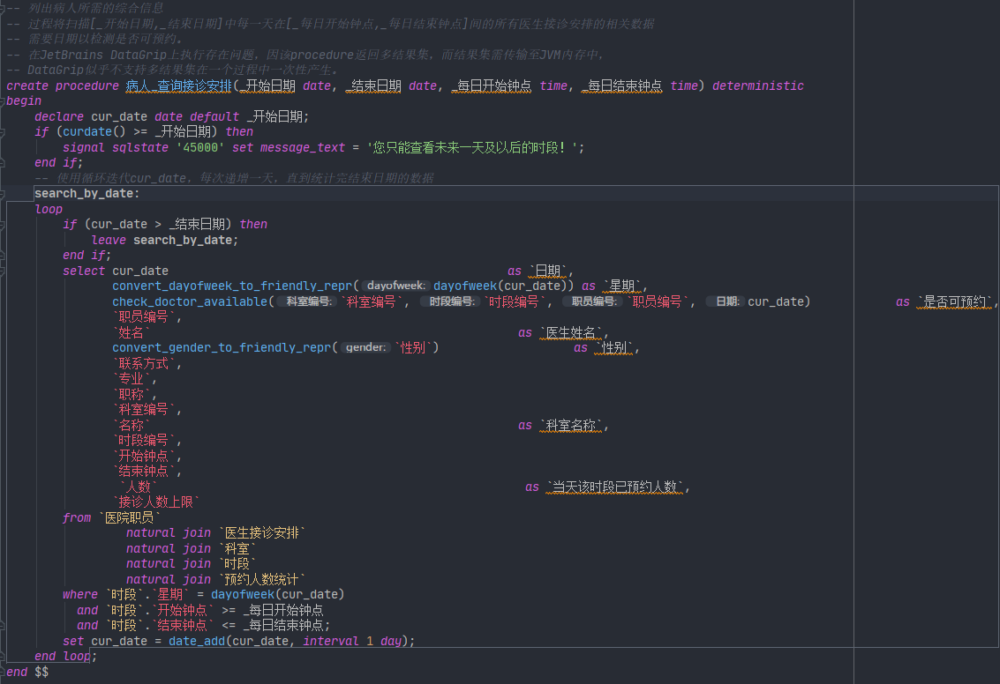 -- 列出病人所需的综合信息
-- 过程将扫描[_开始日期,_结束日期]中每一天在[_每日开始钟点,_每日结束钟点]间的所有医生接诊安排的相关数据
-- 需要日期以检测是否可预约。
-- 在JetBrains DataGrip上执行存在问题，因该procedure返回多结果集，而结果集需传输至JVM内存中，
-- DataGrip似乎不支持多结果集在一个过程中一次性产生。
create procedure 病人_查询接诊安排(_开始日期 date, _结束日期 date, _每日开始钟点 time, _每日结束钟点 time) deterministic
begin
declare cur_date date default _开始日期;
if (curdate() >= _开始日期) then
signal sqlstate '45000' set message_text = '您只能查看未来一天及以后的时段！';
end if;
-- 使用循环迭代cur_date，每次递增一天，直到统计完结束日期的数据
search_by_date:
loop
if (cur_date > _结束日期) then
leave search_by_date;
end if;
select cur_date as `日期`,
convert_dayofweek_to_friendly_repr( dayofweek: dayofweek(cur_date)) as `星期`,
check_doctor_available( 科室编号: `科室编号`, 时段编号: `时段编号`, 职员编号: `职员编号`, 日期: cur_date) as `是否可预约`,
`职员编号`,
`姓名` as `医生姓名`,
convert_gender_to_friendly_repr( gender: `性别`) as `性别`,
`联系方式`,
`专业`,
`职称`,
`科室编号`,
`名称` as `科室名称`,
`时段编号`,
`开始钟点`,
`结束钟点`,
`人数` as `当天该时段已预约人数`,
`接诊人数上限`
from `医院职员`
natural join `医生接诊安排`
natural join `科室`
natural join `时段`
natural join `预约人数统计`
where `时段`.`星期` = dayofweek(cur_date)
and `时段`.`开始钟点` >= _每日开始钟点
and `时段`.`结束钟点` <= _每日结束钟点;
set cur_date = date_add(cur_date, interval 1 day);
end loop;
end $$